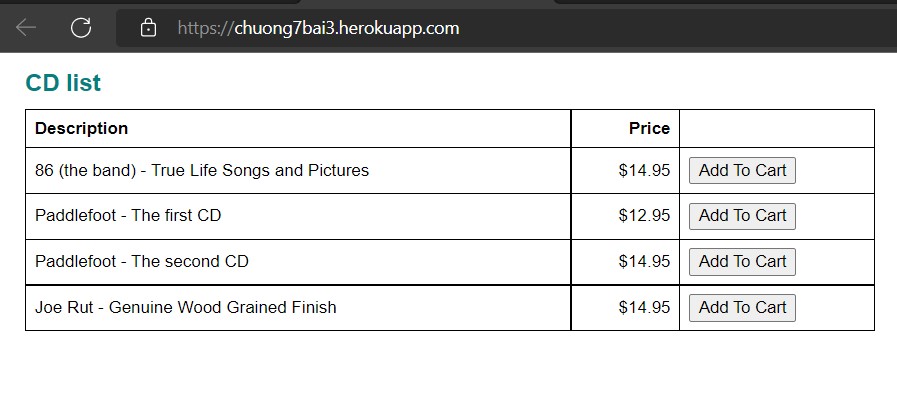 https://chuong7bai3.herokuapp.com
CD list
Description Price
86 (the band) - True Life Songs and Pictures $14.95 Add To Cart
Paddlefoot - The first CD $12.95 Add To Cart
Paddlefoot - The second CD $14.95 Add To Cart
Joe Rut - Genuine Wood Grained Finish $14.95 Add To Cart